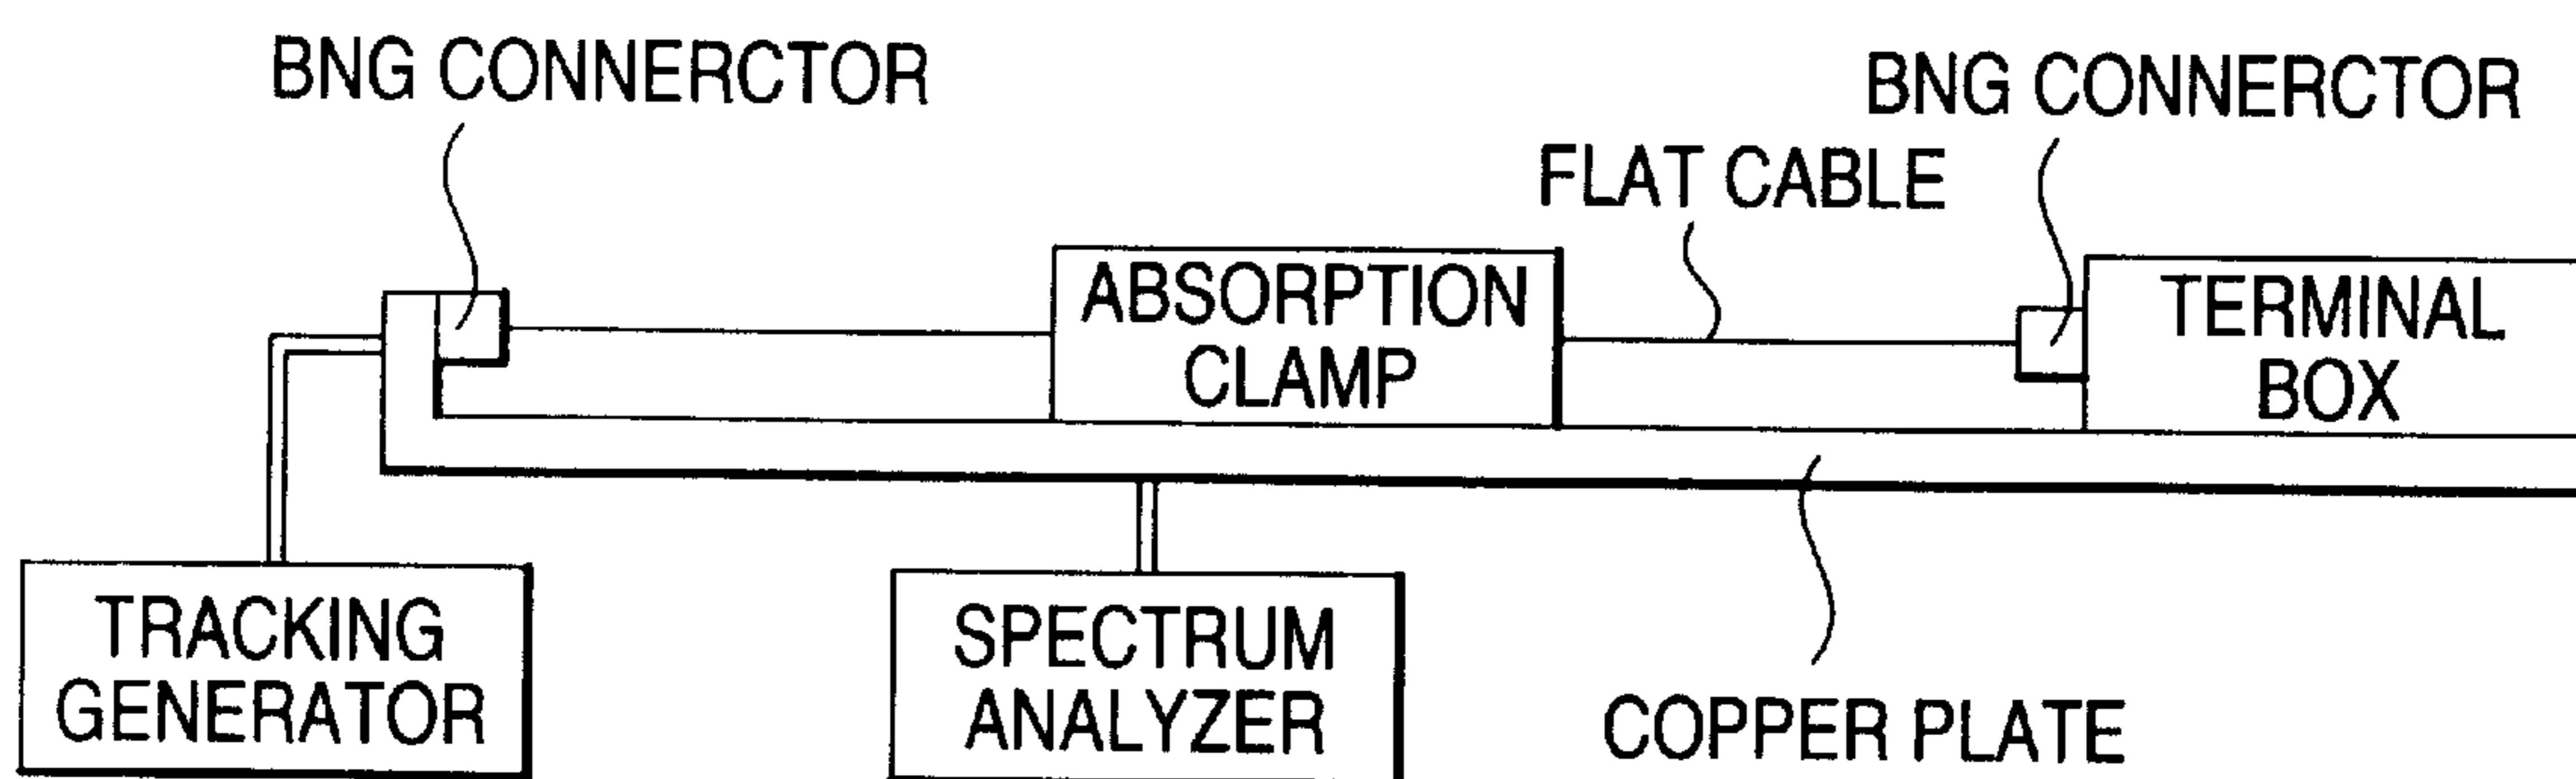 BNG CONNERCTOR
BNG CONNERCTOR
FLAT CABLE
ABSORPTION
CLAMP
TERMINAL
BOX
TRACKING
GENERATOR
SPECTRUM
ANALYZER
COPPER PLATE